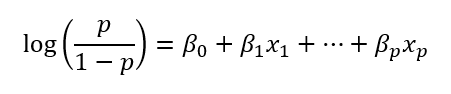 log(p/(1 − p)) = β₀ + β₁x₁ + ⋯ + βₚxₚ